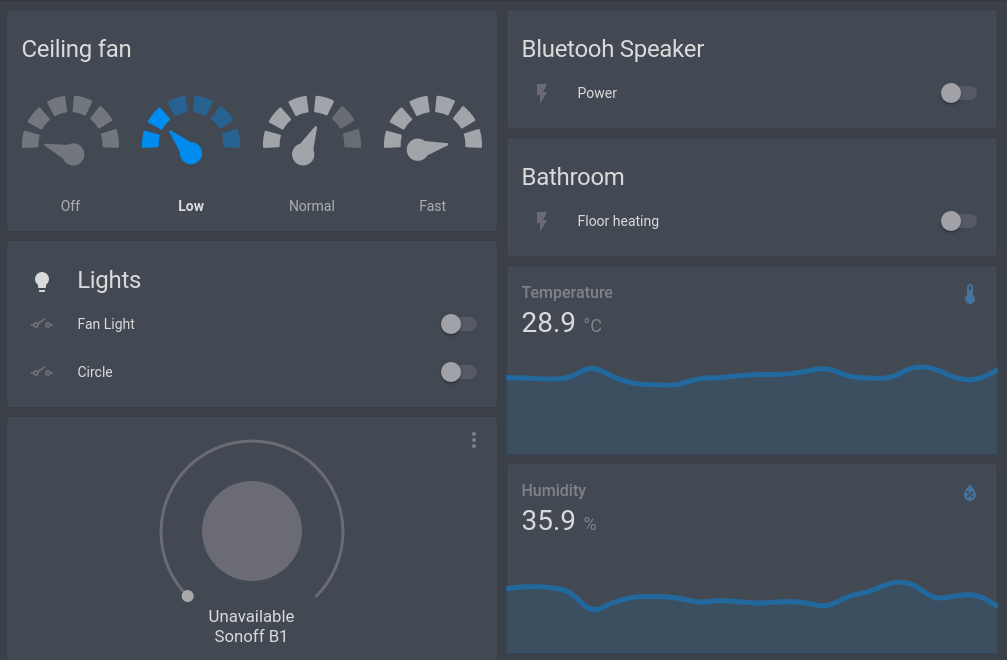 Ceiling fan
Off
Low
Normal
Fast
Lights
Fan Light
Circle
Unavailable
Sonoff B1
Bluetooh Speaker
Power
Bathroom
Floor heating
Temperature
28.9 °C
Humidity
35.9 %